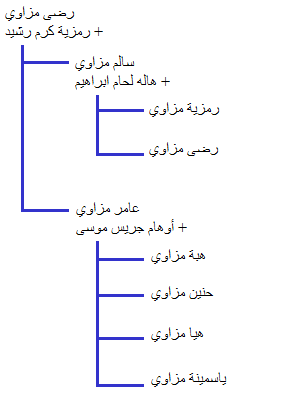 رضى مزاوي
+ رمزية كرم رشيد
سالم مزاوي
+ هاله لحام ابراهيم
رمزية مزاوي
رضى مزاوي
عامر مزاوي
+ أوهام جريس موسى
هبة مزاوي
حنين مزاوي
هيا مزاوي
ياسمينة مزاوي